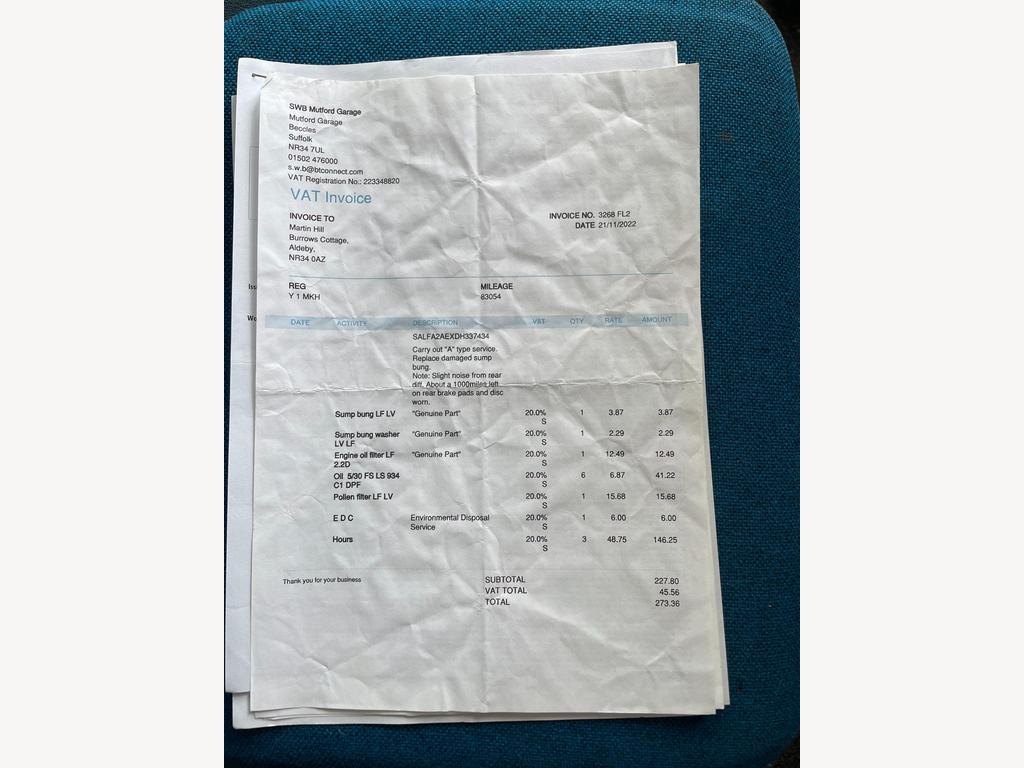 SWB Mutford Garage
Mutford Garage
Beccles
Suffolk
NR34 7UL
01502 476000
s.w.b@btconnect.com
VAT Registration No.: 223348820
VAT Invoice
INVOICE TO
Martin Hill
Burrows Cottage,
Aldeby,
NR34 0AZ
INVOICE NO. 3268 FL2
DATE 21/11/2022
REG MILEAGE
Y 1 MKH 83054
DATE ACTIVITY DESCRIPTION VAT QTY RATE AMOUNT
SALFA2AEXDH337434
Carry out "A" type service.
Replace damaged sump
bung.
Note: Slight noise from rear
diff. About a 1000miles left
on rear brake pads and disc
worn.
Sump bung LF LV "Genuine Part" 20.0% 1 3.87 3.87
S
Sump bung washer "Genuine Part" 20.0% 1 2.29 2.29
LV LF S
Engine oil filter LF "Genuine Part" 20.0% 1 12.49 12.49
2.2D S
Oil 5/30 FS LS 934 20.0% 6 6.87 41.22
C1 DPF S
Pollen filter LF LV 20.0% 1 15.68 15.68
S
E D C Environmental Disposal 20.0% 1 6.00 6.00
Service S
Hours 20.0% 3 48.75 146.25
S
Thank you for your business SUBTOTAL 227.80
VAT TOTAL 45.56
TOTAL 273.36